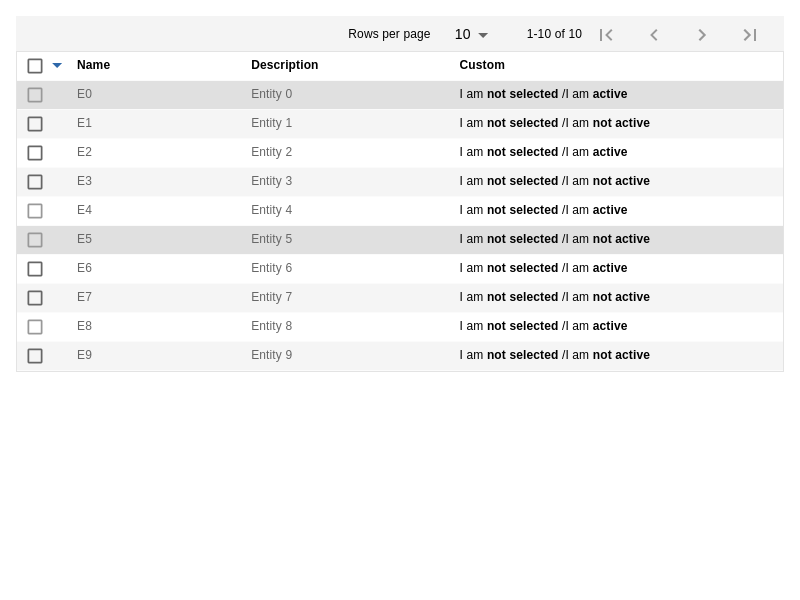 Rows per page 10 1-10 of 10
Name Description Custom
E0 Entity 0 I am not selected /I am active
E1 Entity 1 I am not selected /I am not active
E2 Entity 2 I am not selected /I am active
E3 Entity 3 I am not selected /I am not active
E4 Entity 4 I am not selected /I am active
E5 Entity 5 I am not selected /I am not active
E6 Entity 6 I am not selected /I am active
E7 Entity 7 I am not selected /I am not active
E8 Entity 8 I am not selected /I am active
E9 Entity 9 I am not selected /I am not active